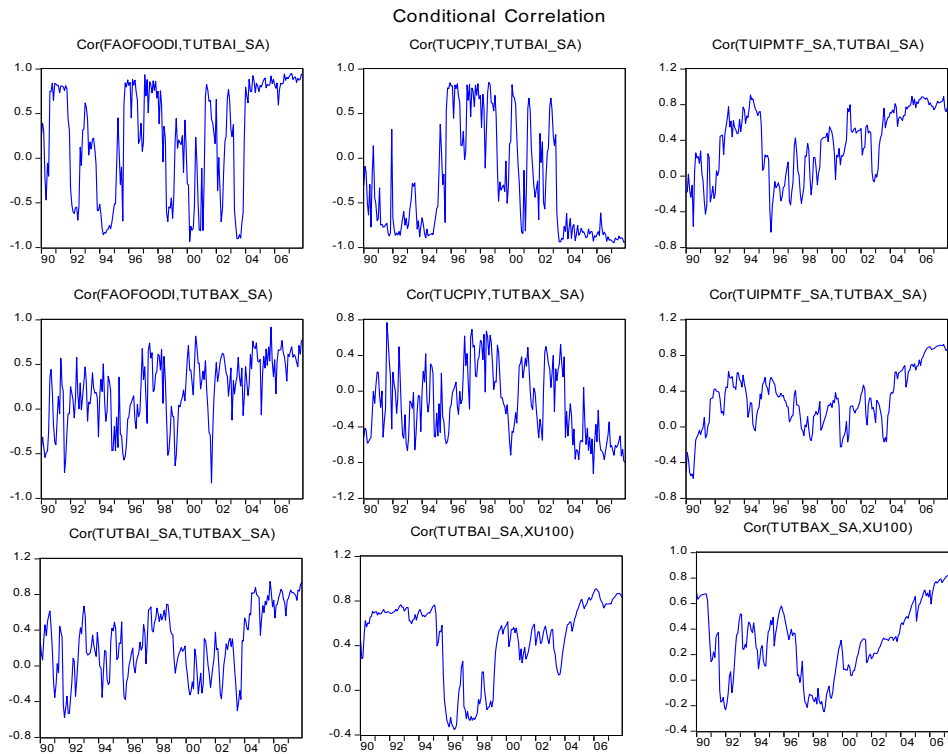 Conditional Correlation
Cor(FAOFOODI,TUTBAI_SA)
1.0
0.5
0.0
-0.5
-1.0
90 92 94 96 98 00 02 04 06
Cor(TUCPIY,TUTBAI_SA)
1.0
0.5
0.0
-0.5
-1.0
90 92 94 96 98 00 02 04 06
Cor(TUIPMTF_SA,TUTBAI_SA)
1.2
0.8
0.4
0.0
-0.4
-0.8
90 92 94 96 98 00 02 04 06
Cor(FAOFOODI,TUTBAX_SA)
1.0
0.5
0.0
-0.5
-1.0
90 92 94 96 98 00 02 04 06
Cor(TUCPIY,TUTBAX_SA)
0.8
0.4
0.0
-0.4
-0.8
-1.2
90 92 94 96 98 00 02 04 06
Cor(TUIPMTF_SA,TUTBAX_SA)
1.2
0.8
0.4
0.0
-0.4
-0.8
90 92 94 96 98 00 02 04 06
Cor(TUTBAI_SA,TUTBAX_SA)
1.2
0.8
0.4
0.0
-0.4
-0.8
90 92 94 96 98 00 02 04 06
Cor(TUTBAI_SA,XU100)
1.2
0.8
0.4
0.0
-0.4
90 92 94 96 98 00 02 04 06
Cor(TUTBAX_SA,XU100)
1.0
0.8
0.6
0.4
0.2
0.0
-0.2
-0.4
90 92 94 96 98 00 02 04 06